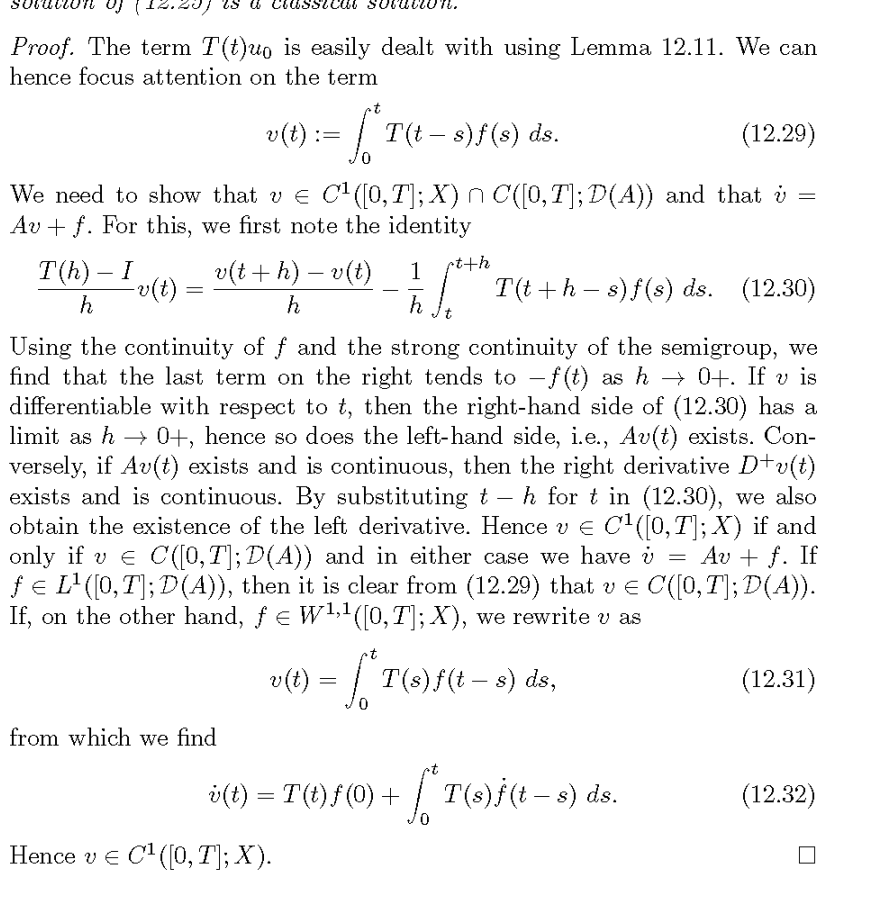 solution of (12.25) is a classical solution.
Proof. The term T(t)u₀ is easily dealt with using Lemma 12.11. We can
hence focus attention on the term
v(t) := ∫₀ᵗ T(t − s)f(s) ds. (12.29)
We need to show that v ∈ C¹([0, T]; X) ∩ C([0, T]; 𝒟(A)) and that v̇ =
Av + f. For this, we first note the identity
(T(h) − I)/h v(t) = (v(t + h) − v(t))/h − 1/h ∫ₜᵗ⁺ʰ T(t + h − s)f(s) ds. (12.30)
Using the continuity of f and the strong continuity of the semigroup, we
find that the last term on the right tends to −f(t) as h → 0+. If v is
differentiable with respect to t, then the right-hand side of (12.30) has a
limit as h → 0+, hence so does the left-hand side, i.e., Av(t) exists. Con-
versely, if Av(t) exists and is continuous, then the right derivative D⁺v(t)
exists and is continuous. By substituting t − h for t in (12.30), we also
obtain the existence of the left derivative. Hence v ∈ C¹([0, T]; X) if and
only if v ∈ C([0, T]; 𝒟(A)) and in either case we have v̇ = Av + f. If
f ∈ L¹([0, T]; 𝒟(A)), then it is clear from (12.29) that v ∈ C([0, T]; 𝒟(A)).
If, on the other hand, f ∈ W¹,¹([0, T]; X), we rewrite v as
v(t) = ∫₀ᵗ T(s)f(t − s) ds, (12.31)
from which we find
v̇(t) = T(t)f(0) + ∫₀ᵗ T(s)ḟ(t − s) ds. (12.32)
Hence v ∈ C¹([0, T]; X). □